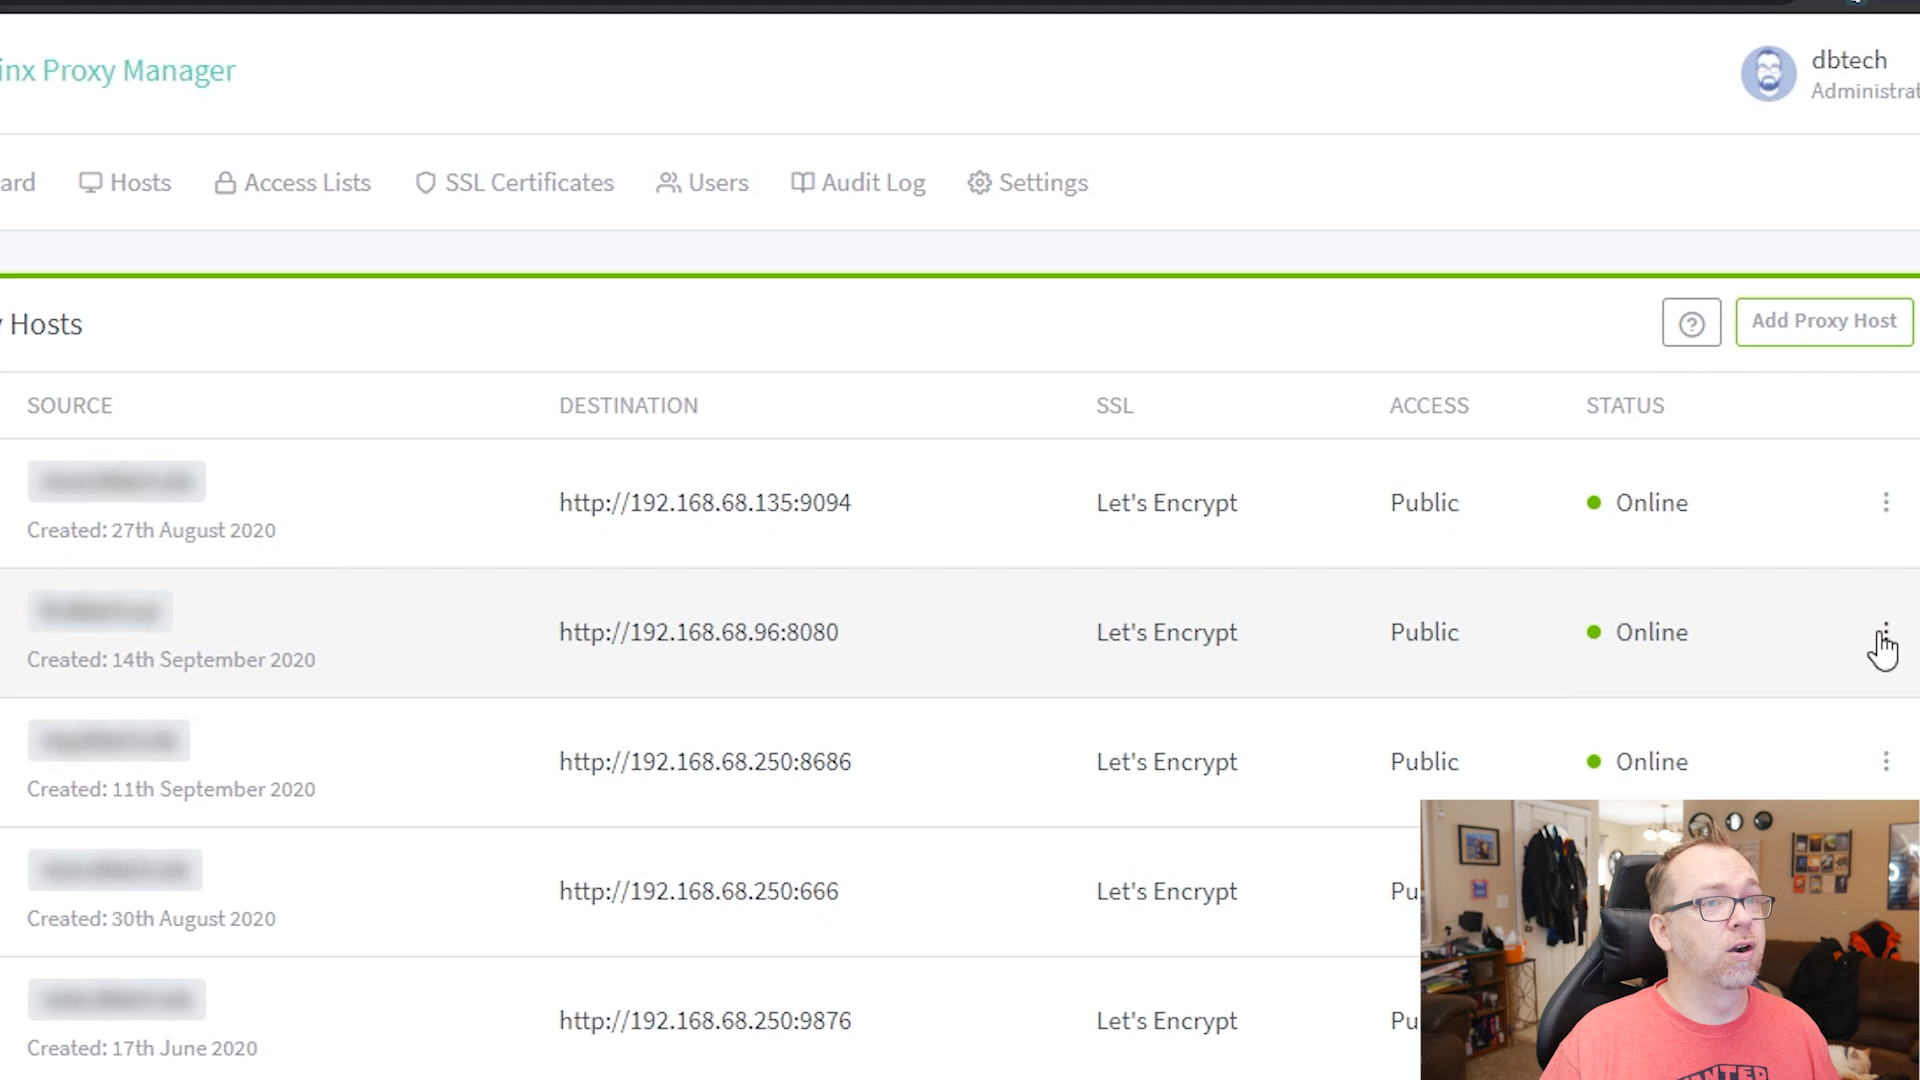 inx Proxy Manager
dbtech
Administrat
ard Hosts Access Lists SSL Certificates Users Audit Log Settings
y Hosts
Add Proxy Host
SOURCE DESTINATION SSL ACCESS STATUS
http://192.168.68.135:9094 Let's Encrypt Public Online
Created: 27th August 2020
http://192.168.68.96:8080 Let's Encrypt Public Online
Created: 14th September 2020
http://192.168.68.250:8686 Let's Encrypt Public Online
Created: 11th September 2020
http://192.168.68.250:666 Let's Encrypt Pu
Created: 30th August 2020
http://192.168.68.250:9876 Let's Encrypt Pu
Created: 17th June 2020
ANTED